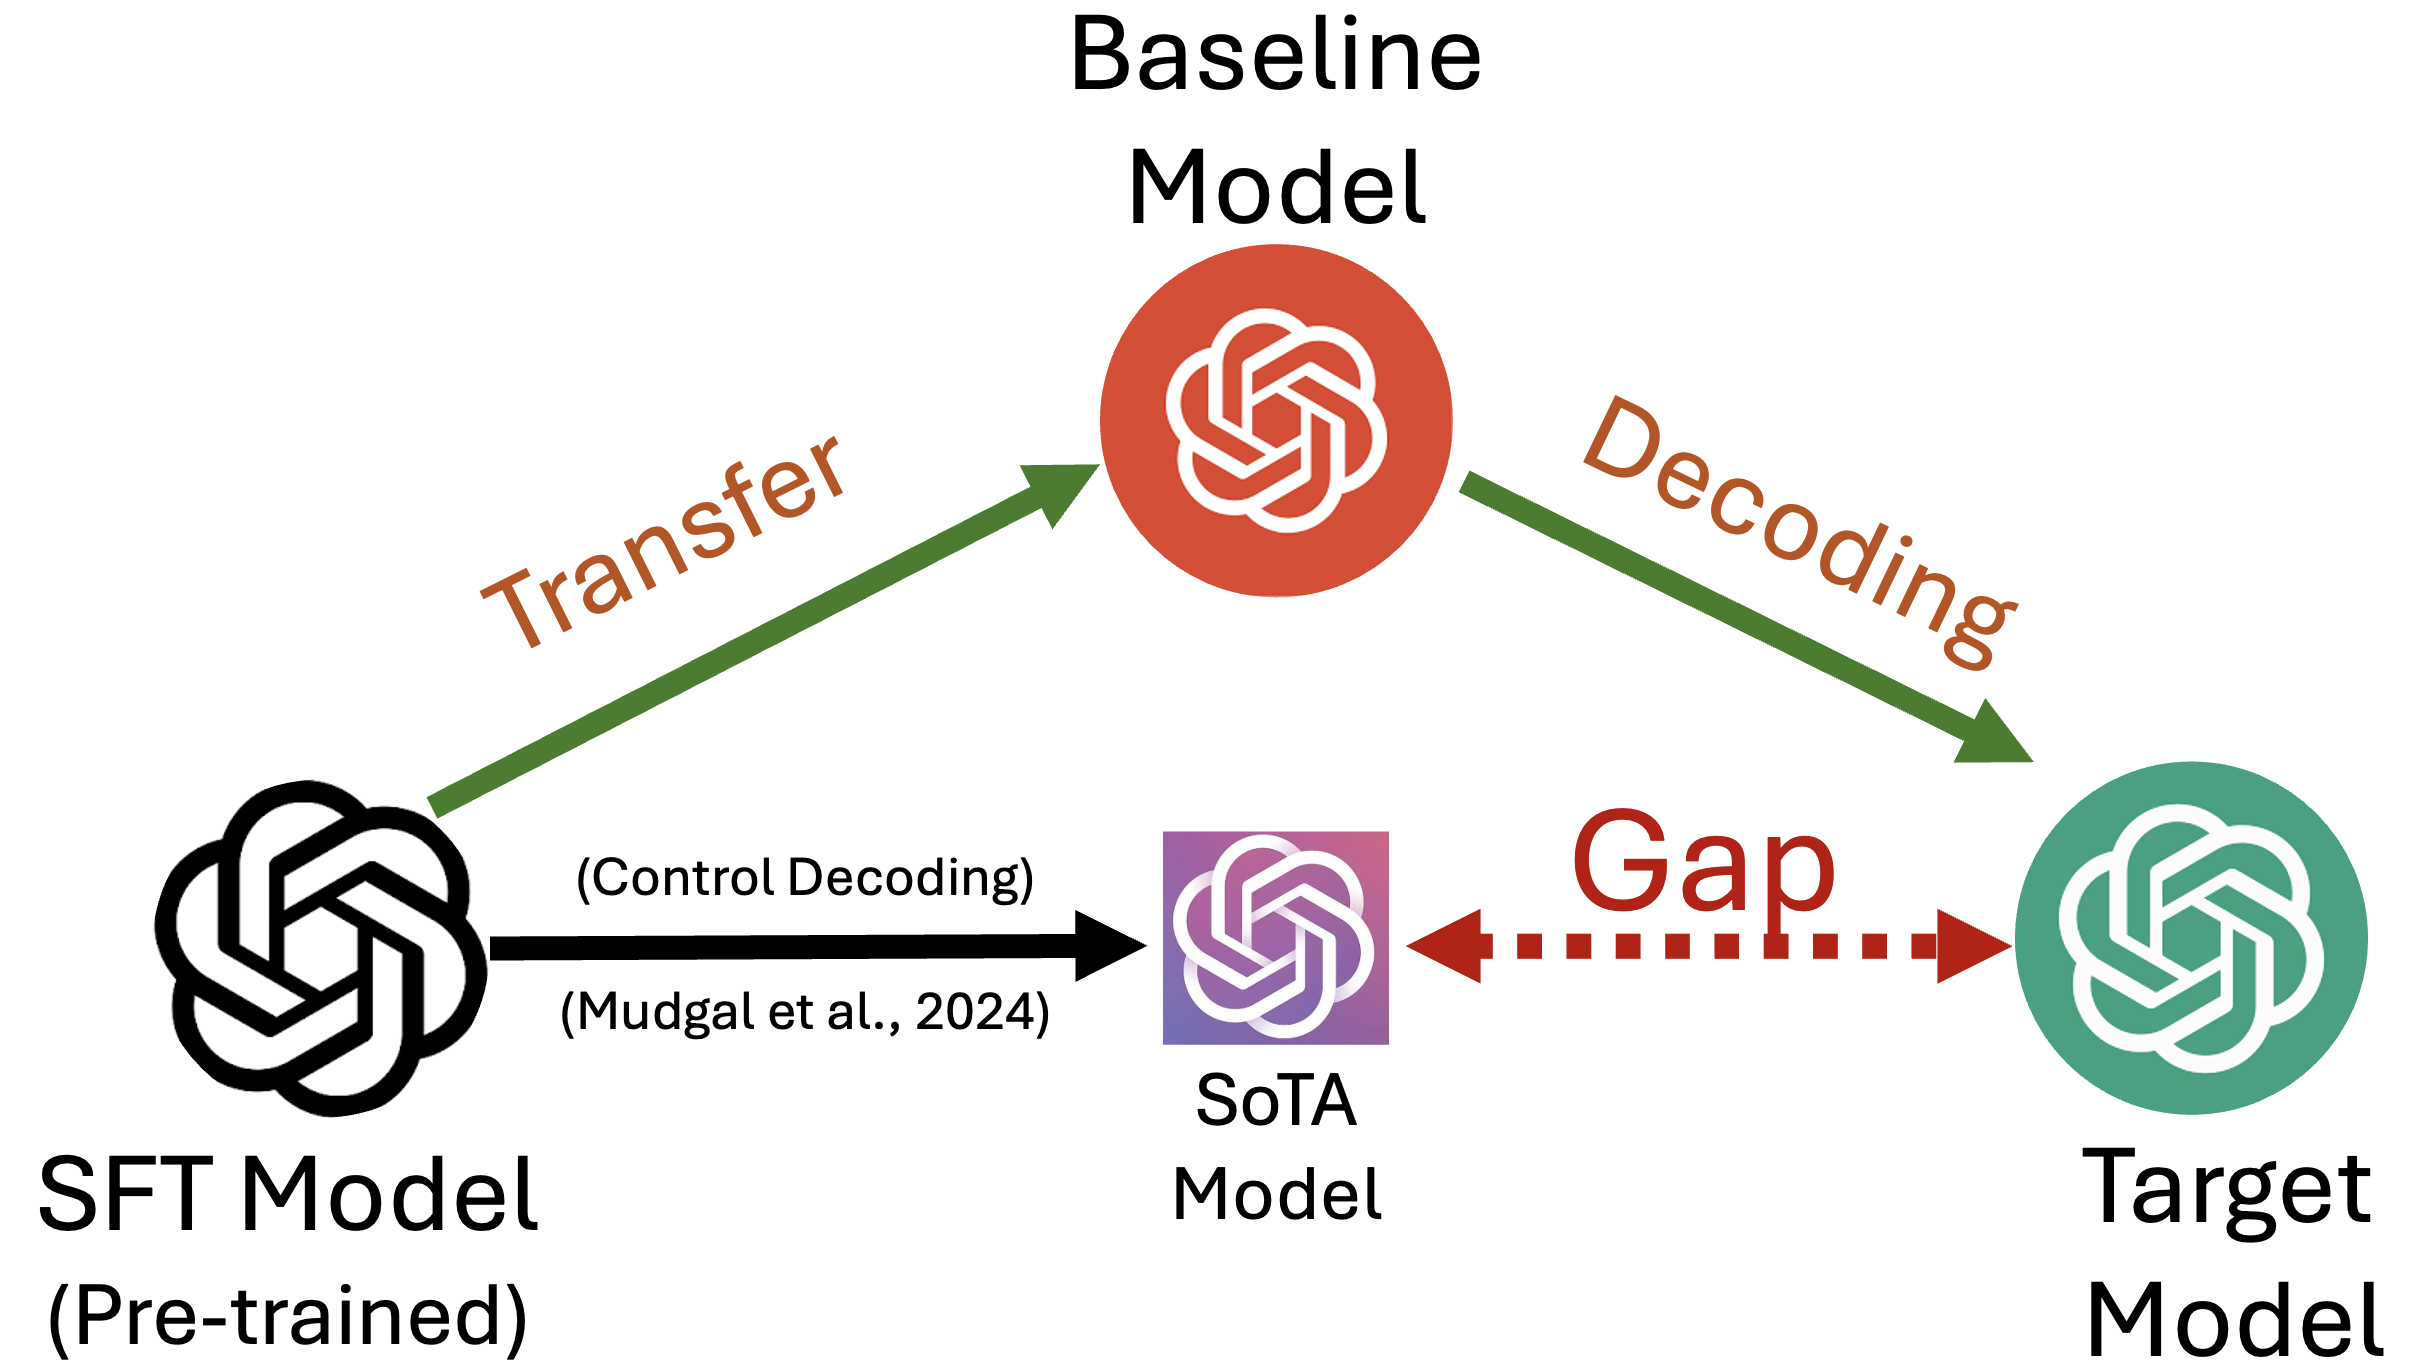 Baseline
Model
Transfer
Decoding
(Control Decoding)
(Mudgal et al., 2024)
Gap
SoTA
Model
SFT Model
(Pre-trained)
Target
Model